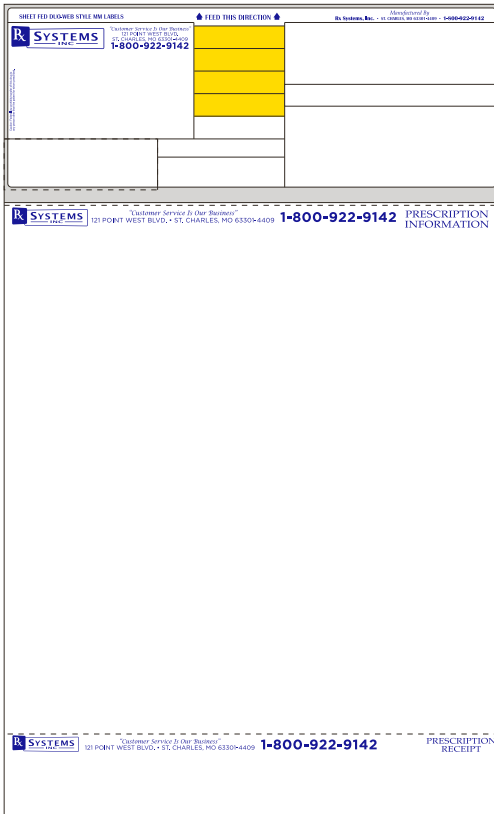 SHEET FED DUO-WEB STYLE MM LABELS
FEED THIS DIRECTION
Manufactured By
Rx Systems, Inc. • ST. CHARLES, MO 63301-4409 • 1-800-922-9142
Rx SYSTEMS
INC
"Customer Service Is Our Business"
121 POINT WEST BLVD.
ST. CHARLES, MO 63301-4409
1-800-922-9142
Rx SYSTEMS
INC
"Customer Service Is Our Business"
121 POINT WEST BLVD. • ST. CHARLES, MO 63301-4409
1-800-922-9142
PRESCRIPTION
INFORMATION
Rx SYSTEMS
INC
"Customer Service Is Our Business"
121 POINT WEST BLVD. • ST. CHARLES, MO 63301-4409
1-800-922-9142
PRESCRIPTION
RECEIPT